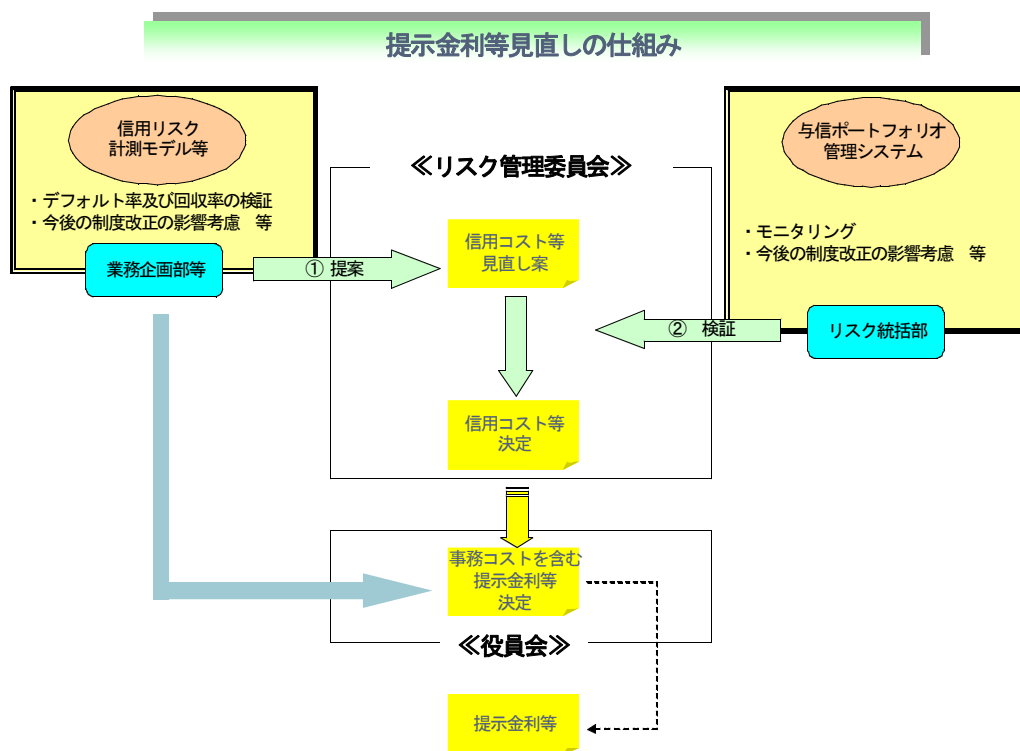 提示金利等見直しの仕組み
信用リスク
計測モデル等
・デフォルト率及び回収率の検証
・今後の制度改正の影響考慮　等
業務企画部等
① 提案
≪リスク管理委員会≫
信用コスト等
見直し案
与信ポートフォリオ
管理システム
・モニタリング
・今後の制度改正の影響考慮　等
リスク統括部
②　検証
信用コスト等
決定
事務コストを含む
提示金利等
決定
≪役員会≫
提示金利等